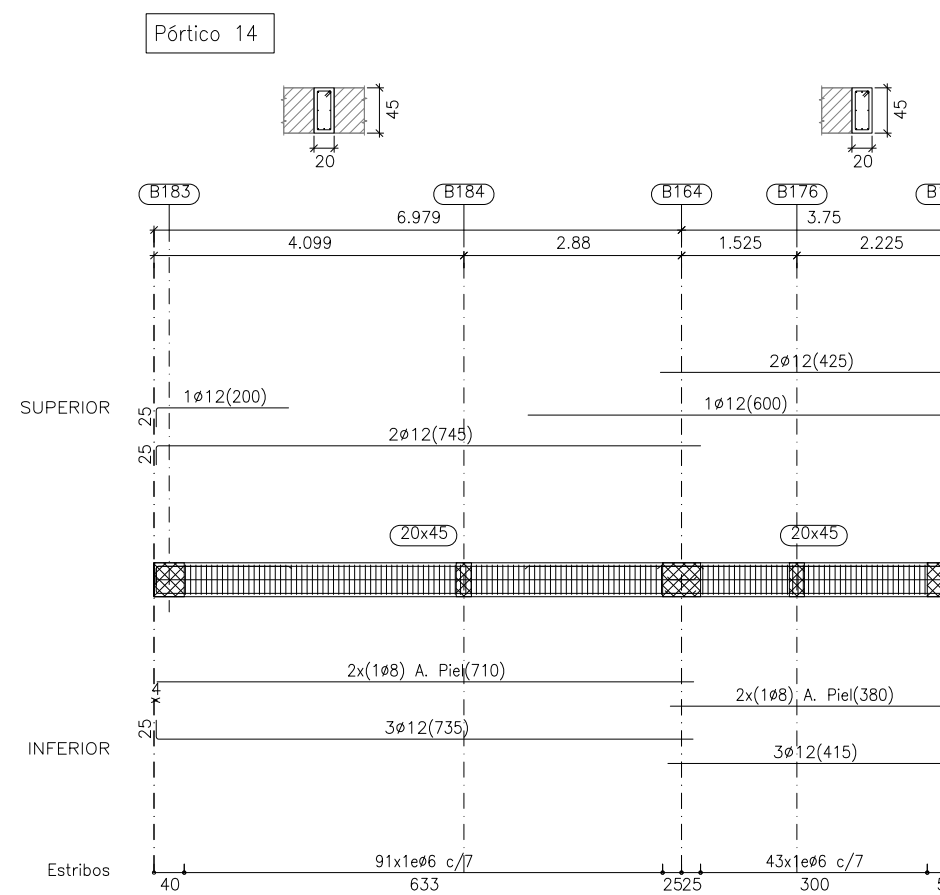 Pórtico 14
45
20
45
20
B183
B184
B164
B176
6.979
3.75
4.099
2.88
1.525
2.225
2ø12(425)
SUPERIOR
1ø12(200)
25
1ø12(600)
2ø12(745)
25
20x45
20x45
2x(1ø8) A. Piel(710)
4
2x(1ø8) A. Piel(380)
25
3ø12(735)
INFERIOR
3ø12(415)
Estribos
91x1eø6 c/7
43x1eø6 c/7
40
633
25
25
300